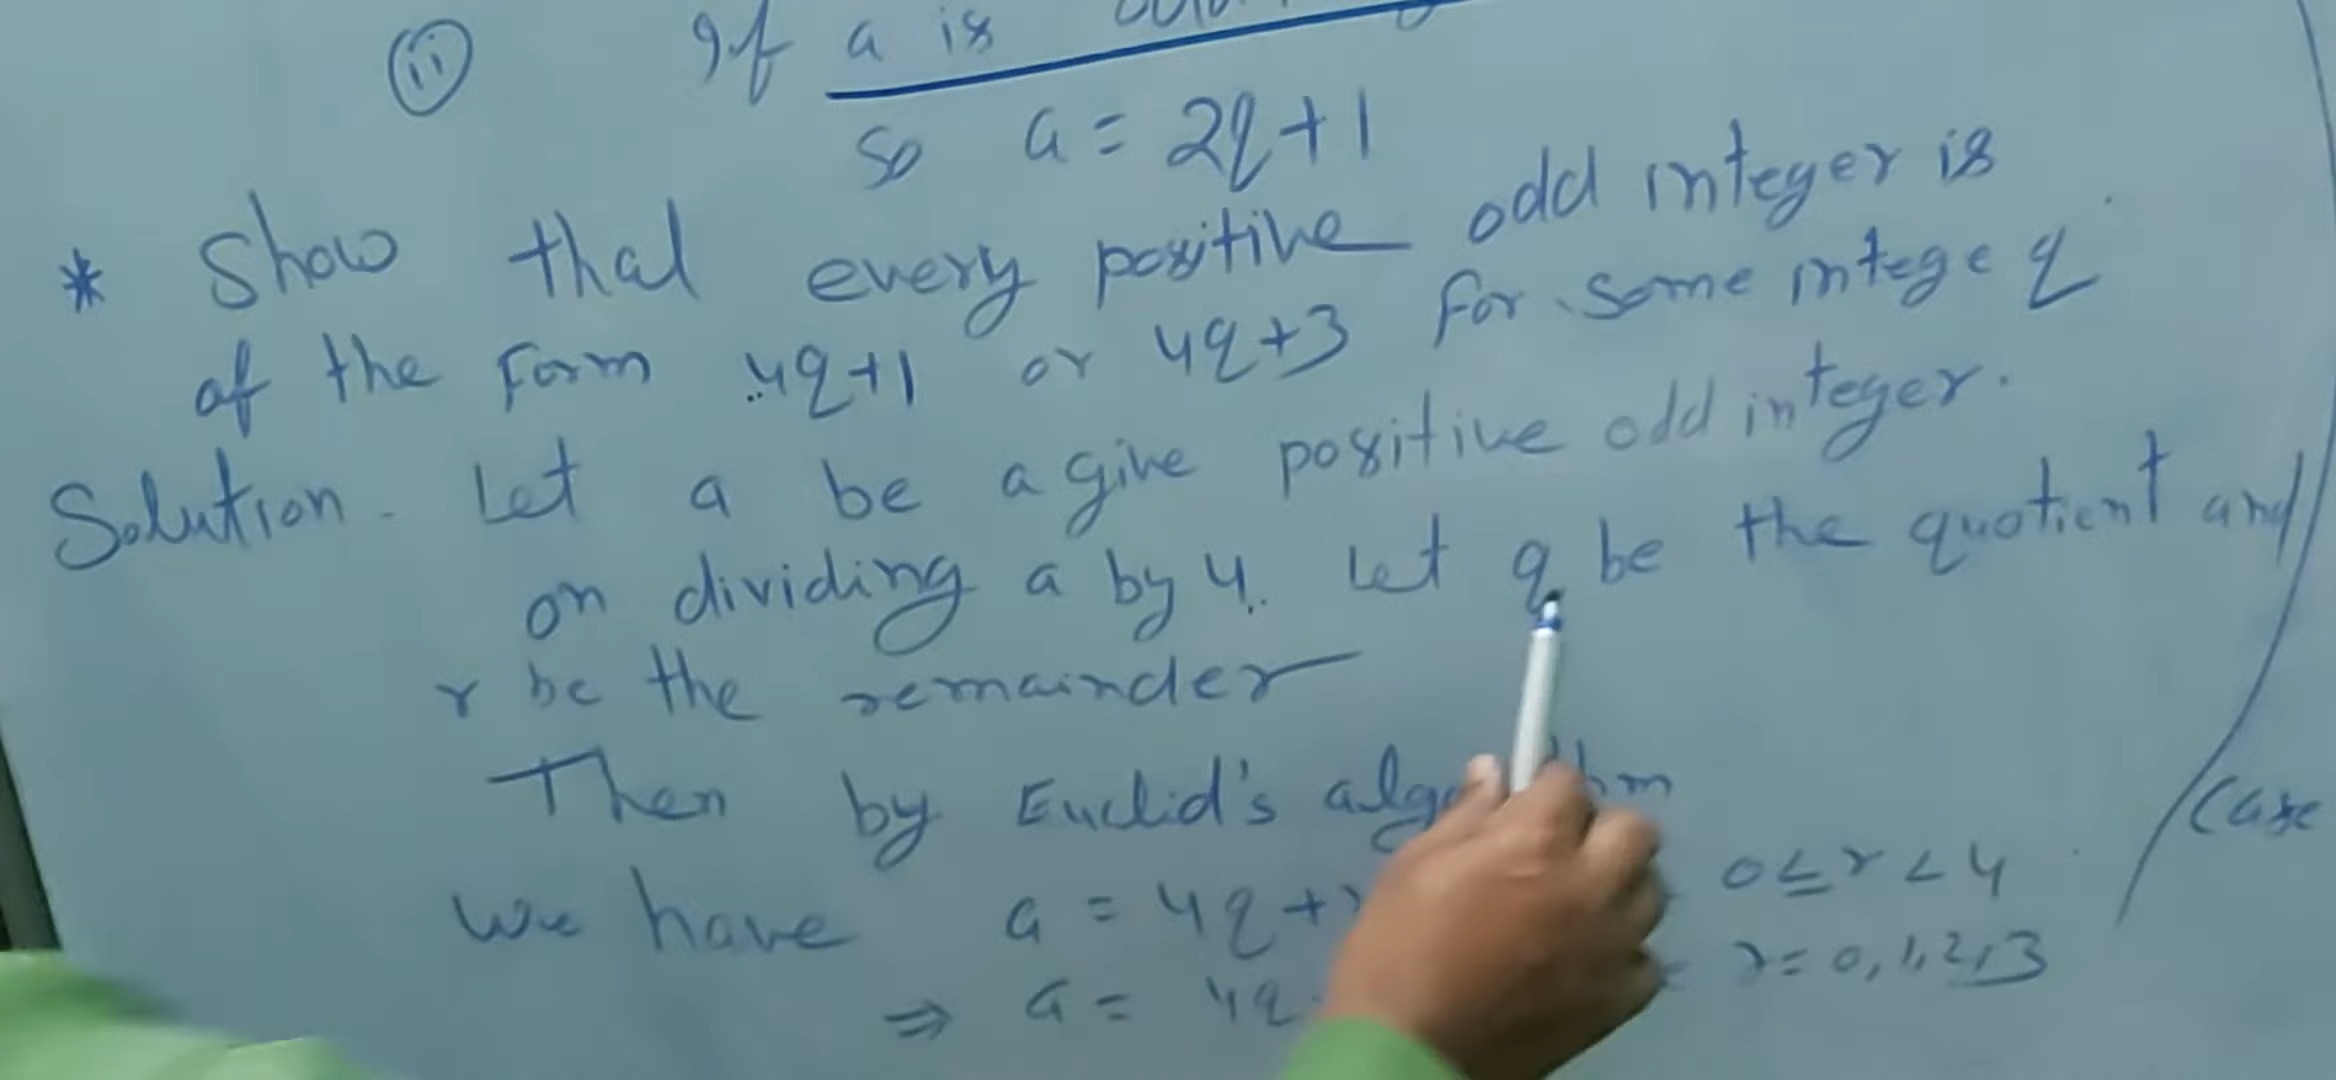 ii If a is
so a = 2q+1
* Show that every positive odd integer is
of the Form 4q+1 or 4q+3 for some intege q
Solution - Let a be a give positive odd integer.
on dividing a by 4. Let q be the quotient and
r be the remainder
Then by Euclid's
we have a = 4q + 0≤r<4
⇒ a = 4q r=0,1,2,3
(Case